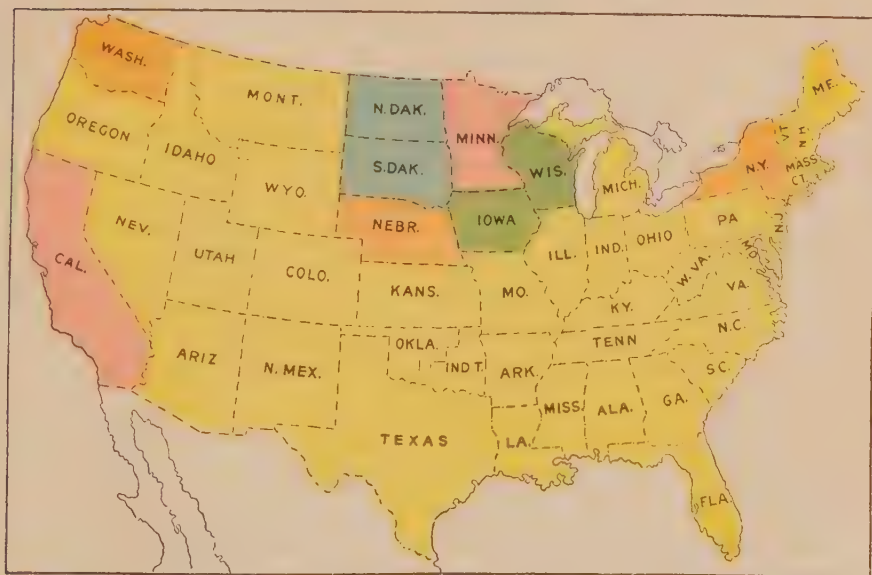 WASH.
MONT.
N. DAK.
MINN.
ME.
OREGON
IDAHO
S. DAK.
WIS.
VT
N H.
N.Y.
MASS
CT.
WYO.
MICH.
NEBR.
IOWA
PA
N J
CAL.
NEV.
UTAH
COLO.
ILL.
IND.
OHIO
MD.
W. VA.
VA.
KANS.
MO.
KY.
N.C.
TENN
ARIZ
N. MEX.
OKLA.
IND T.
ARK.
S C.
MISS.
ALA.
GA.
TEXAS
LA.
FLA.